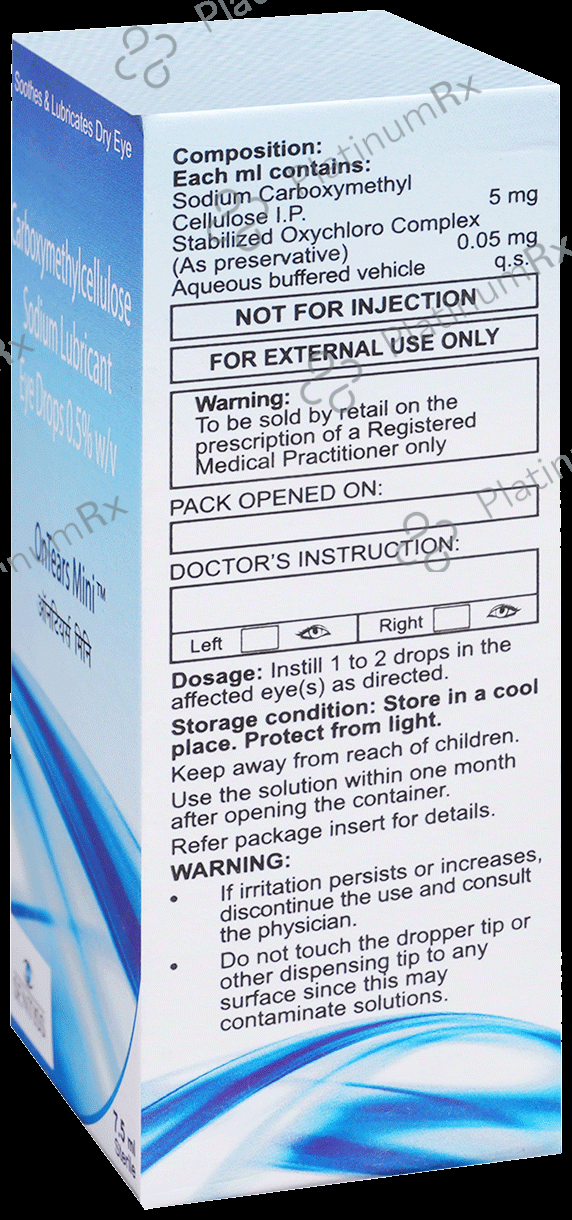 Soothes & Lubricates Dry Eye
Carboxymethylcellulose
Sodium Lubricant
Eye Drops 0.5% w/v
OnTears Mini™
ऑनटियर्स मिनि
7.5 ml
Sterile
Composition:
Each ml contains:
Sodium Carboxymethyl
Cellulose I.P. 5 mg
Stabilized Oxychloro Complex
(As preservative) 0.05 mg
Aqueous buffered vehicle q.s.
NOT FOR INJECTION
FOR EXTERNAL USE ONLY
Warning:
To be sold by retail on the
prescription of a Registered
Medical Practitioner only
PACK OPENED ON:
DOCTOR'S INSTRUCTION:
Left Right
Dosage: Instill 1 to 2 drops in the
affected eye(s) as directed.
Storage condition: Store in a cool
place. Protect from light.
Keep away from reach of children.
Use the solution within one month
after opening the container.
Refer package insert for details.
WARNING:
• If irritation persists or increases,
discontinue the use and consult
the physician.
• Do not touch the dropper tip or
other dispensing tip to any
surface since this may
contaminate solutions.
PlatinumRx
PlatinumRx
PlatinumRx
PlatinumRx